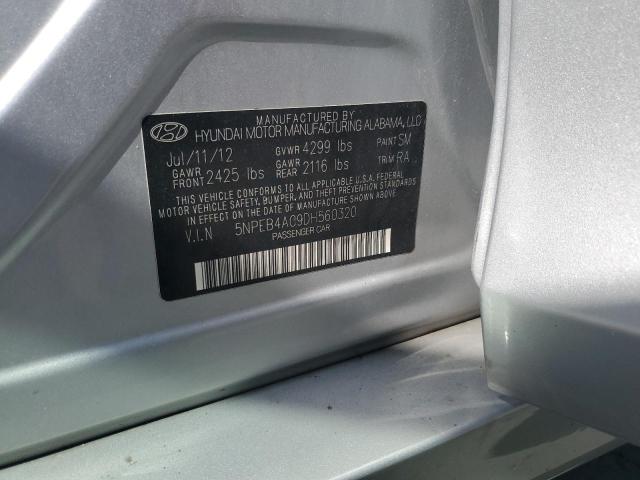 MANUFACTURED BY
HYUNDAI MOTOR MANUFACTURING ALABAMA, LLC
Jul/11/12 GVWR 4299 lbs PAINT SM
GAWR FRONT 2425 lbs GAWR REAR 2116 lbs TRIM RA
THIS VEHICLE CONFORMS TO ALL APPLICABLE U.S.A. FEDERAL
MOTOR VEHICLE SAFETY, BUMPER, AND THEFT PREVENTION
STANDARDS IN EFFECT ON THE DATE OF MANUFACTURE SHOWN ABOVE.
V.I.N 5NPEB4AC9DH560320
PASSENGER CAR